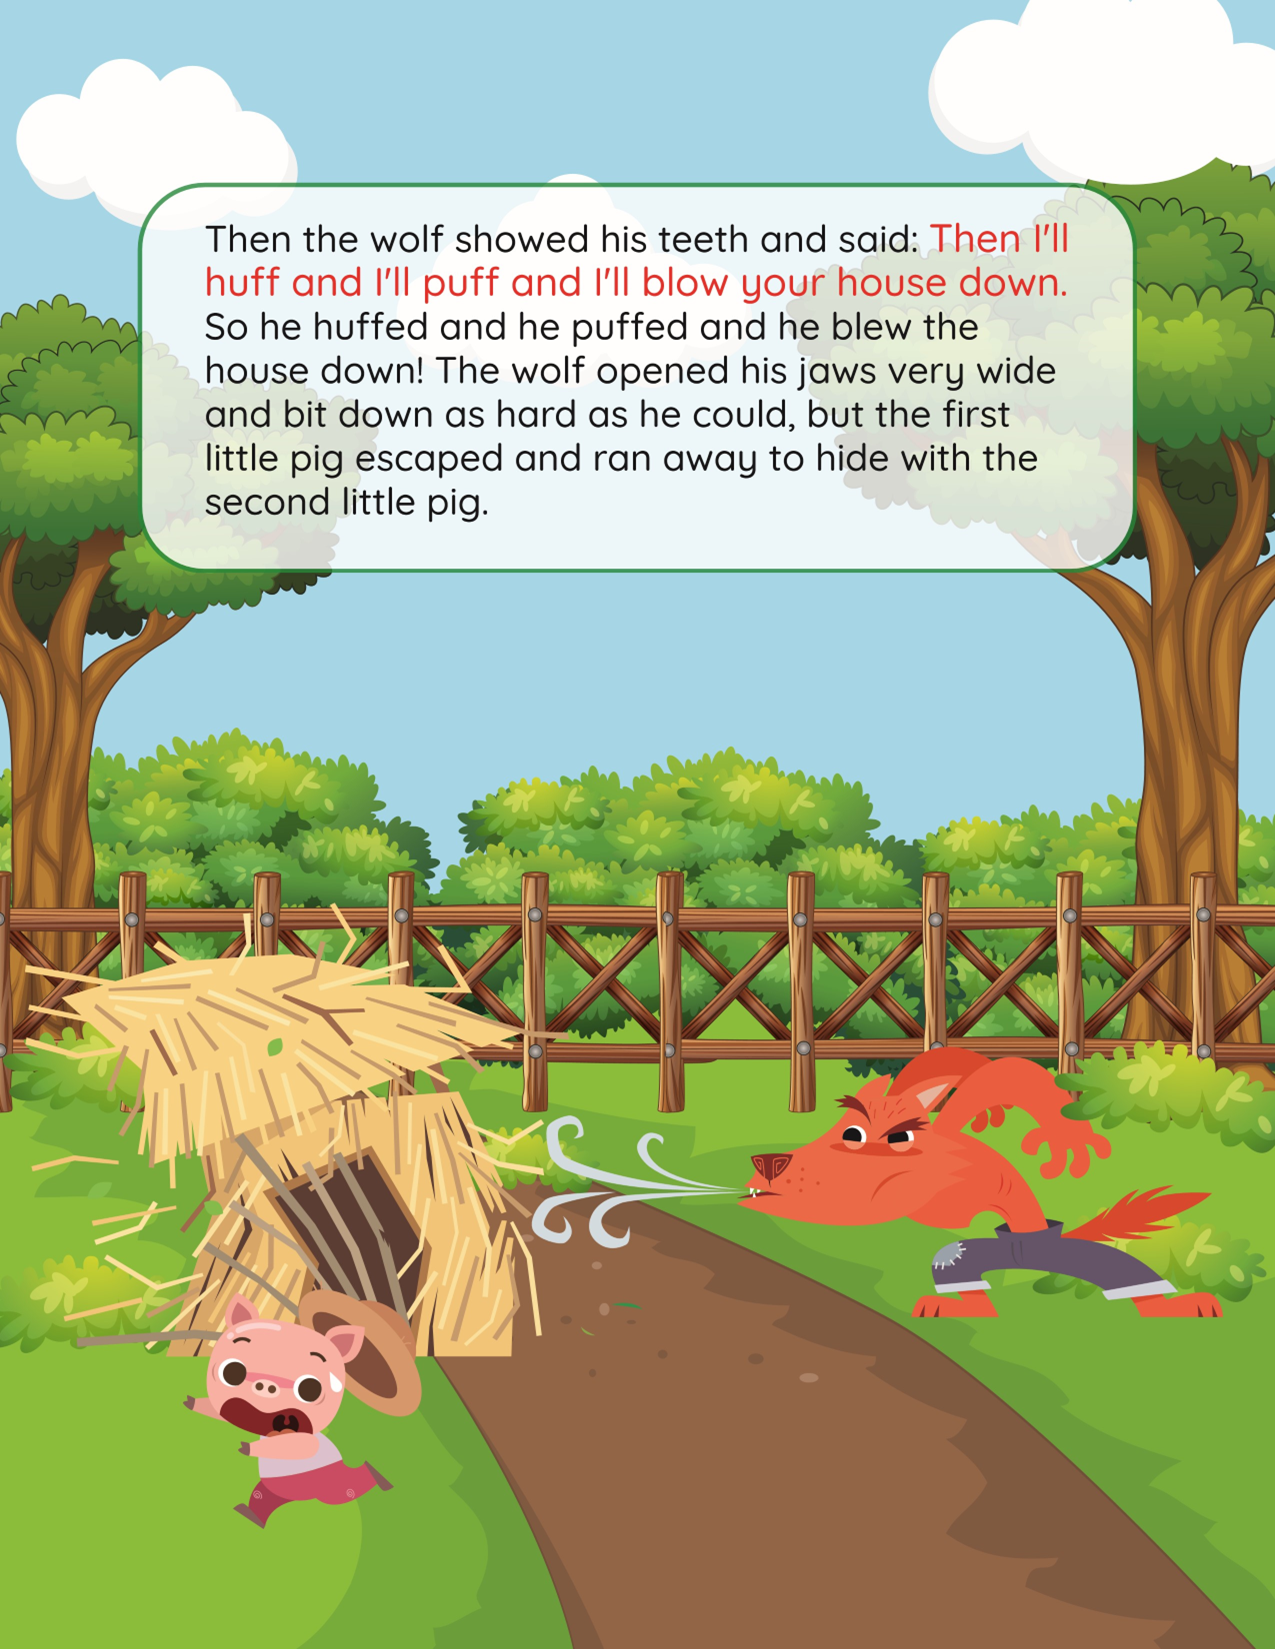 Then the wolf showed his teeth and said: Then I'll
huff and I'll puff and I'll blow your house down.
So he huffed and he puffed and he blew the
house down! The wolf opened his jaws very wide
and bit down as hard as he could, but the first
little pig escaped and ran away to hide with the
second little pig.